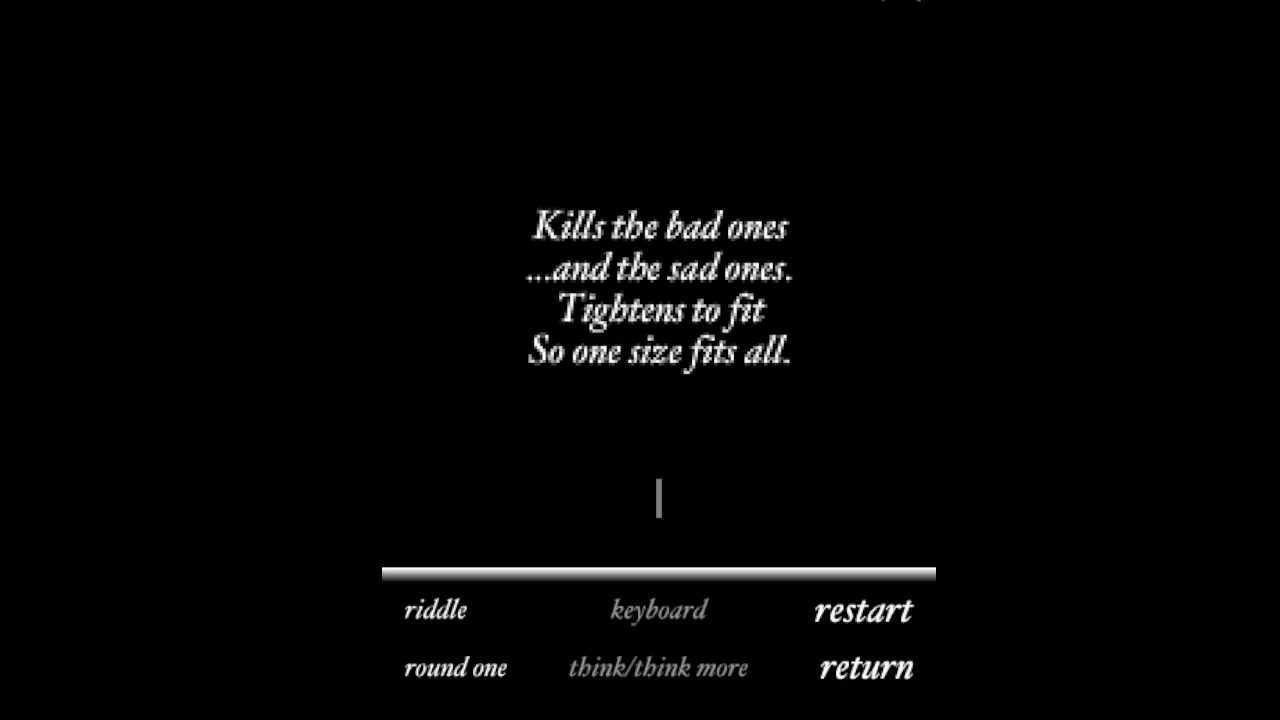 Kills the bad ones
...and the sad ones.
Tightens to fit
So one size fits all.
riddle
keyboard
restart
round one
think/think more
return